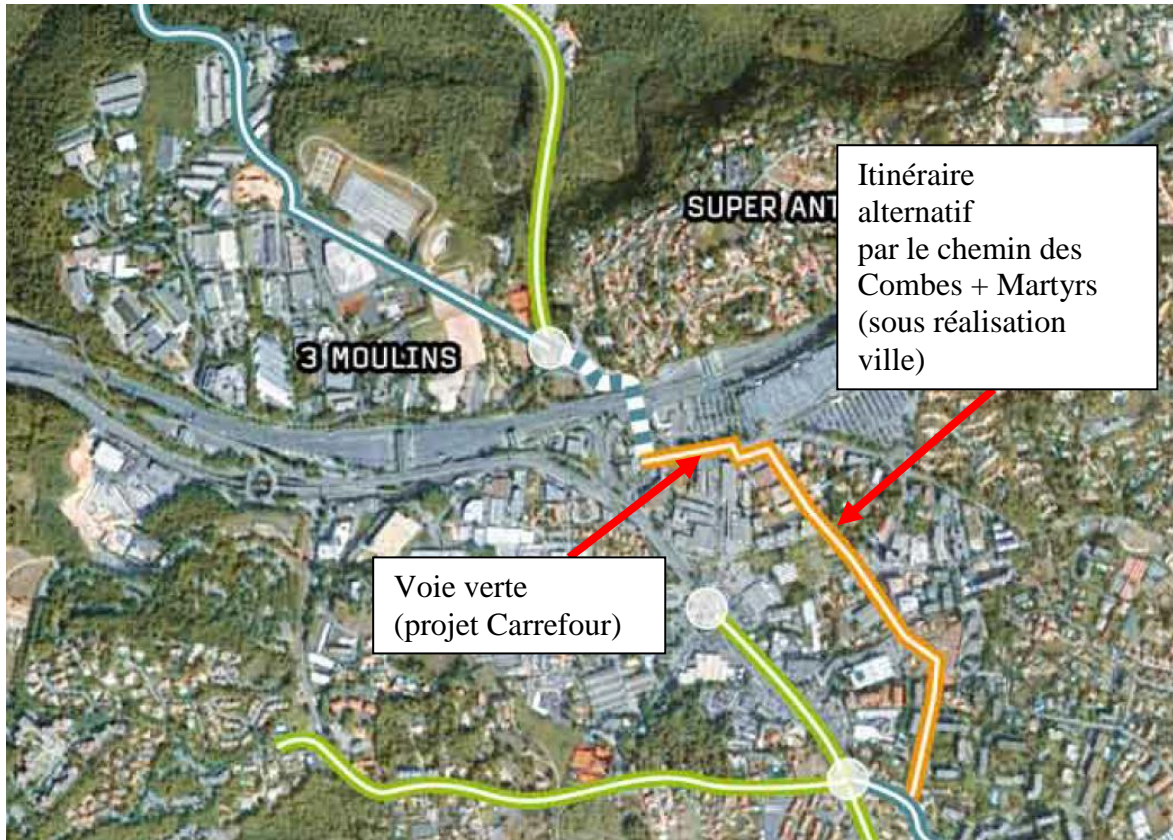 Itinéraire
alternatif
par le chemin des
Combes + Martyrs
(sous réalisation
ville)
SUPER ANT
3 MOULINS
Voie verte
(projet Carrefour)